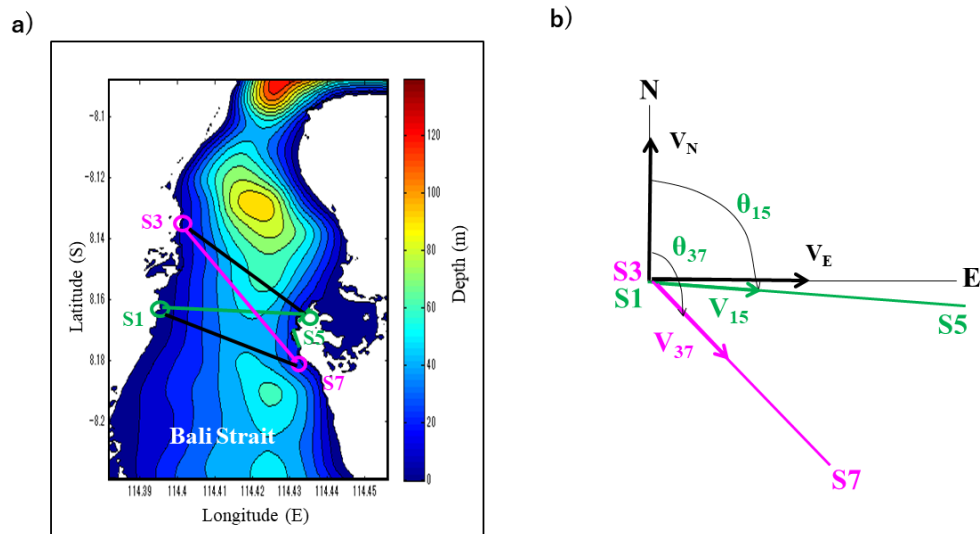 a)
-8.1
-8.12
-8.14
-8.16
-8.18
-8.2
Latitude (S)
S3
S1
S5
S7
Bali Strait
114.39 114.4 114.41 114.42 114.43 114.44 114.45
Longitude (E)
120
100
80
60
40
20
0
Depth (m)
b)
N
V_N
θ_15
θ_37
V_E
E
S3
S1
V_15
S5
V_37
S7